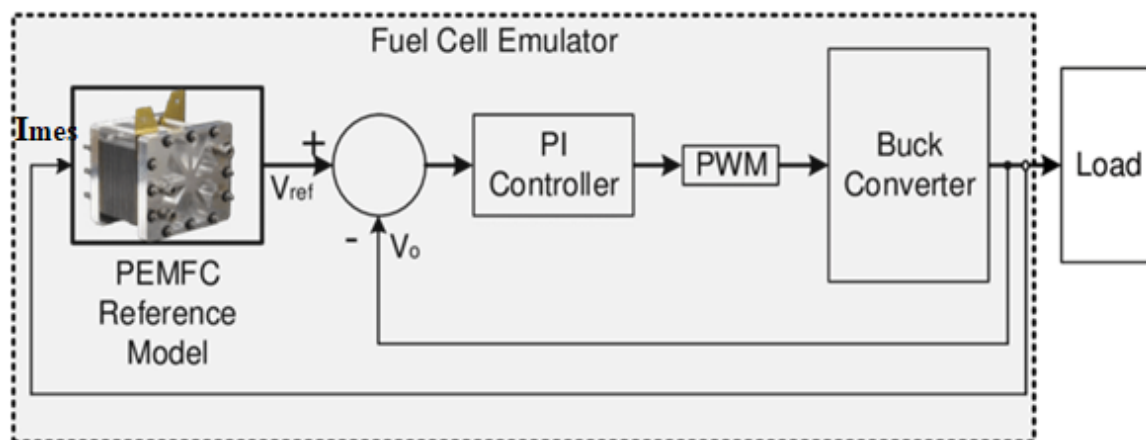 Fuel Cell Emulator
Imes
+
Vref
-
Vo
PI
Controller
PWM
Buck
Converter
Load
PEMFC
Reference
Model